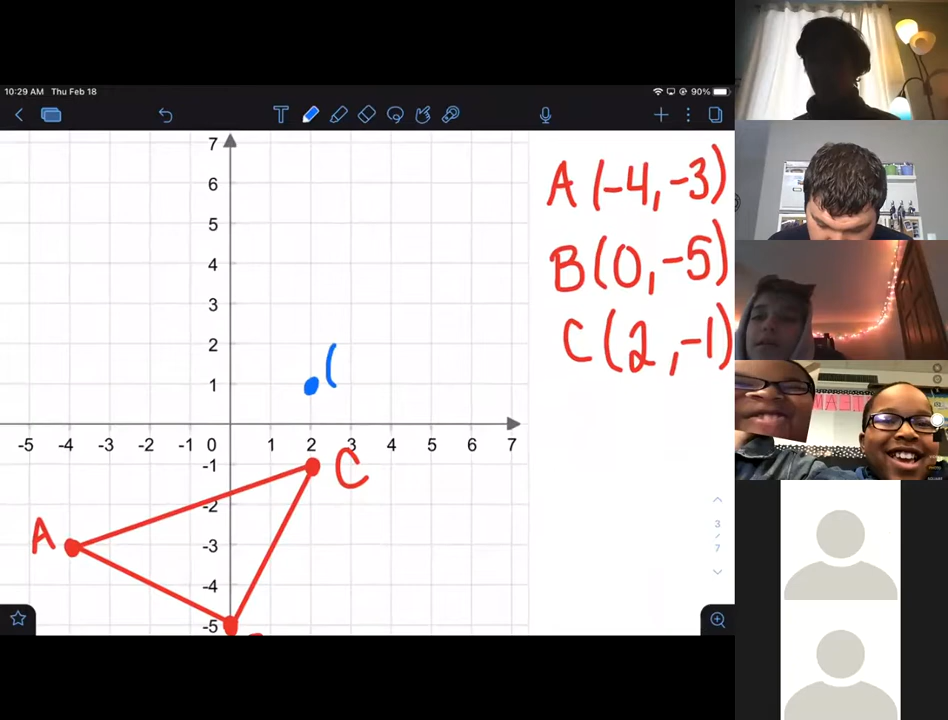 10:29 AM Thu Feb 18
90%
T
7
6
5
4
3
2
1
-5 -4 -3 -2 -1 0 1 2 3 4 5 6 7
-1
-2
-3
-4
-5
(
C
A
A (-4, -3)
B (0, -5)
C (2, -1)
3
/
7